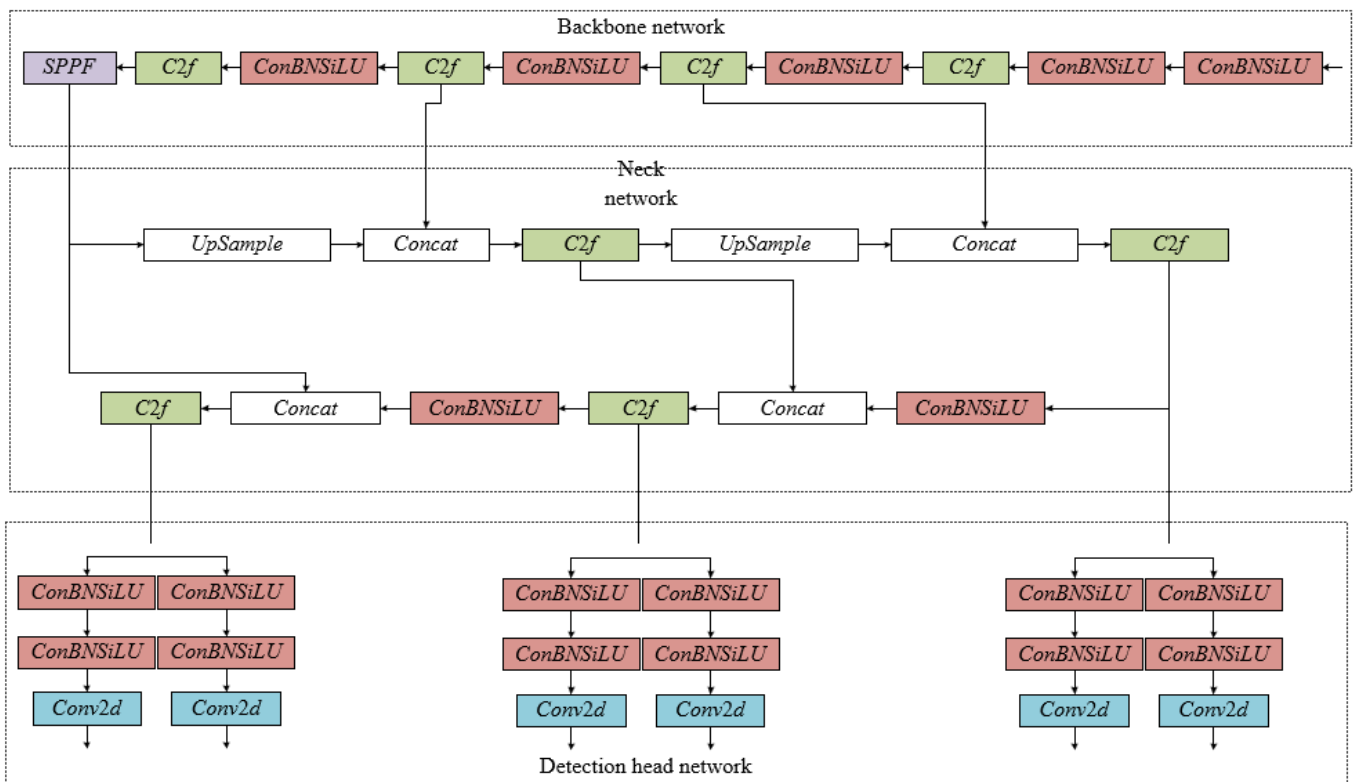 Backbone network
SPPF C2f ConBNSiLU C2f ConBNSiLU C2f ConBNSiLU C2f ConBNSiLU ConBNSiLU
Neck
network
UpSample Concat C2f UpSample Concat C2f
C2f Concat ConBNSiLU C2f Concat ConBNSiLU
ConBNSiLU ConBNSiLU ConBNSiLU ConBNSiLU ConBNSiLU ConBNSiLU
ConBNSiLU ConBNSiLU ConBNSiLU ConBNSiLU ConBNSiLU ConBNSiLU
Conv2d Conv2d Conv2d Conv2d Conv2d Conv2d
Detection head network